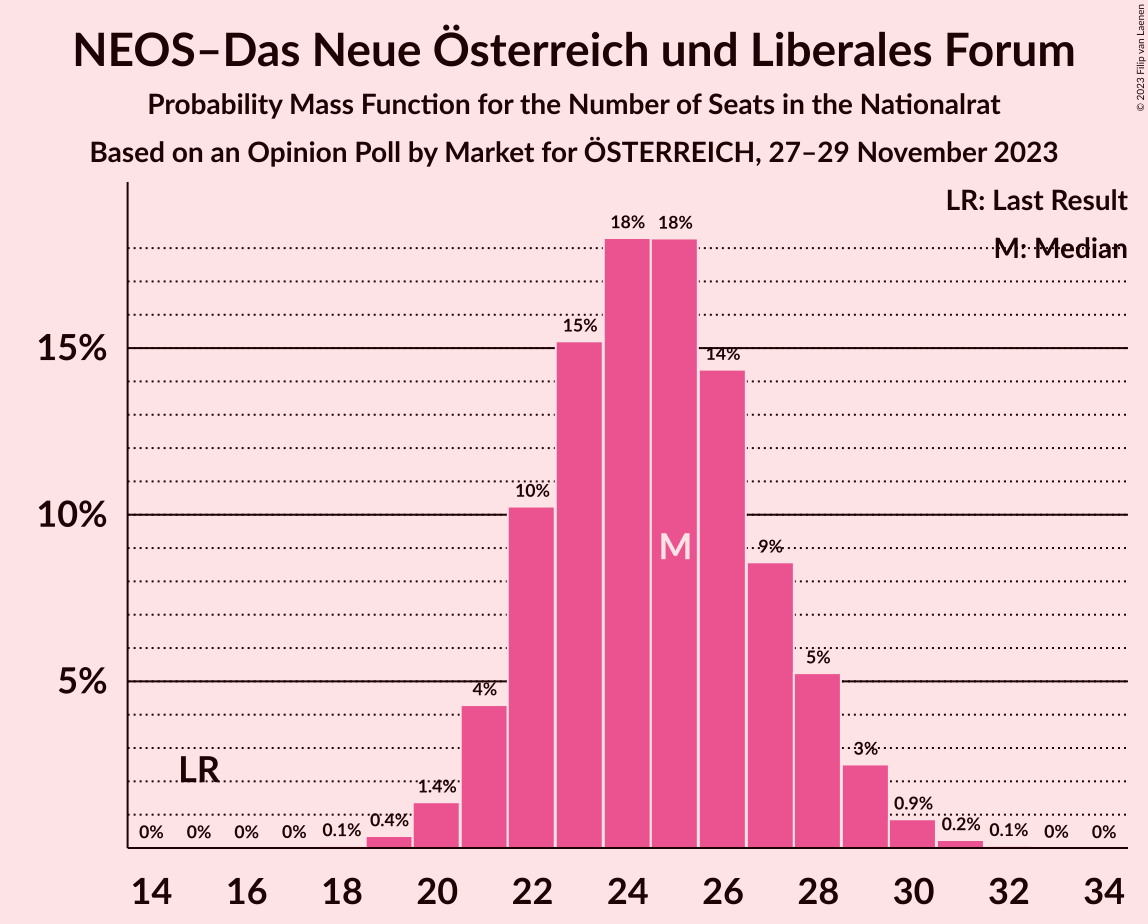 NEOS–Das Neue Österreich und Liberales Forum
Probability Mass Function for the Number of Seats in the Nationalrat
Based on an Opinion Poll by Market for ÖSTERREICH, 27–29 November 2023
© 2023 Filip van Laenen
LR: Last Result
M: Median
18% 18%
15%
15%
14%
10%
10%
M
9%
5%
5%
4%
3%
LR
1.4%
0.9%
0% 0% 0% 0% 0.1% 0.4% 0.2% 0.1% 0% 0%
14 16 18 20 22 24 26 28 30 32 34